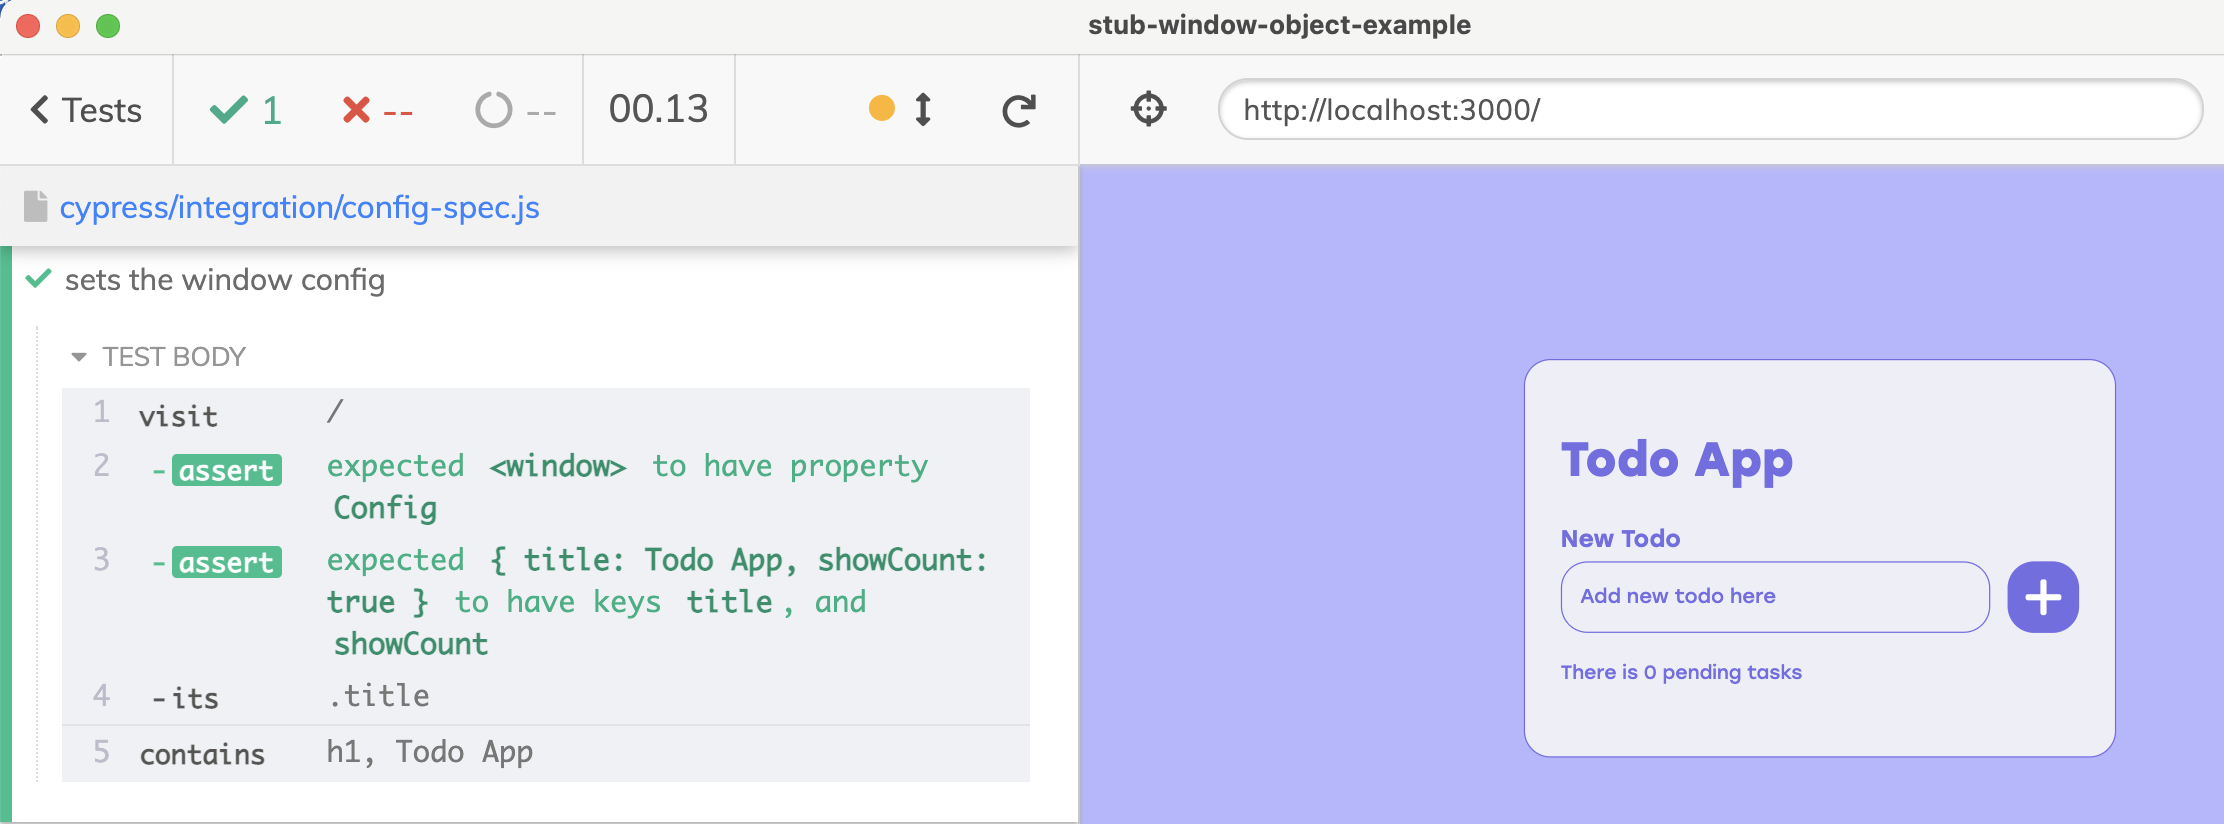 stub-window-object-example
Tests
1
--
--
00.13
http://localhost:3000/
cypress/integration/config-spec.js
sets the window config
TEST BODY
1 visit /
2 -assert expected <window> to have property
Config
3 -assert expected { title: Todo App, showCount:
true } to have keys title, and
showCount
4 -its .title
5 contains h1, Todo App
Todo App
New Todo
Add new todo here
There is 0 pending tasks